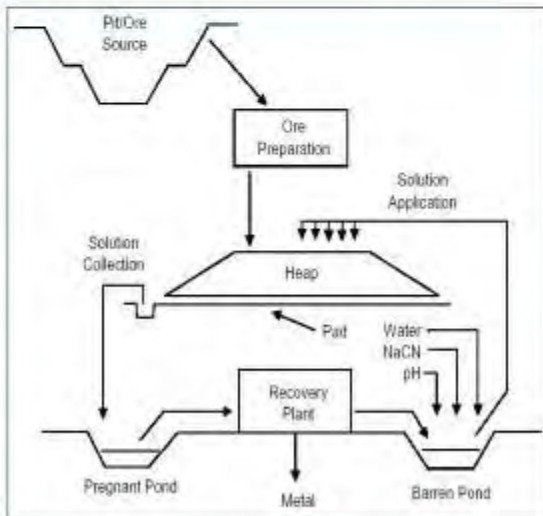 Pit/Ore
Source
Ore
Preparation
Solution
Application
Solution
Collection
Heap
Pad
Water
NaCN
pH
Recovery
Plant
Pregnant Pond
Metal
Barren Pond